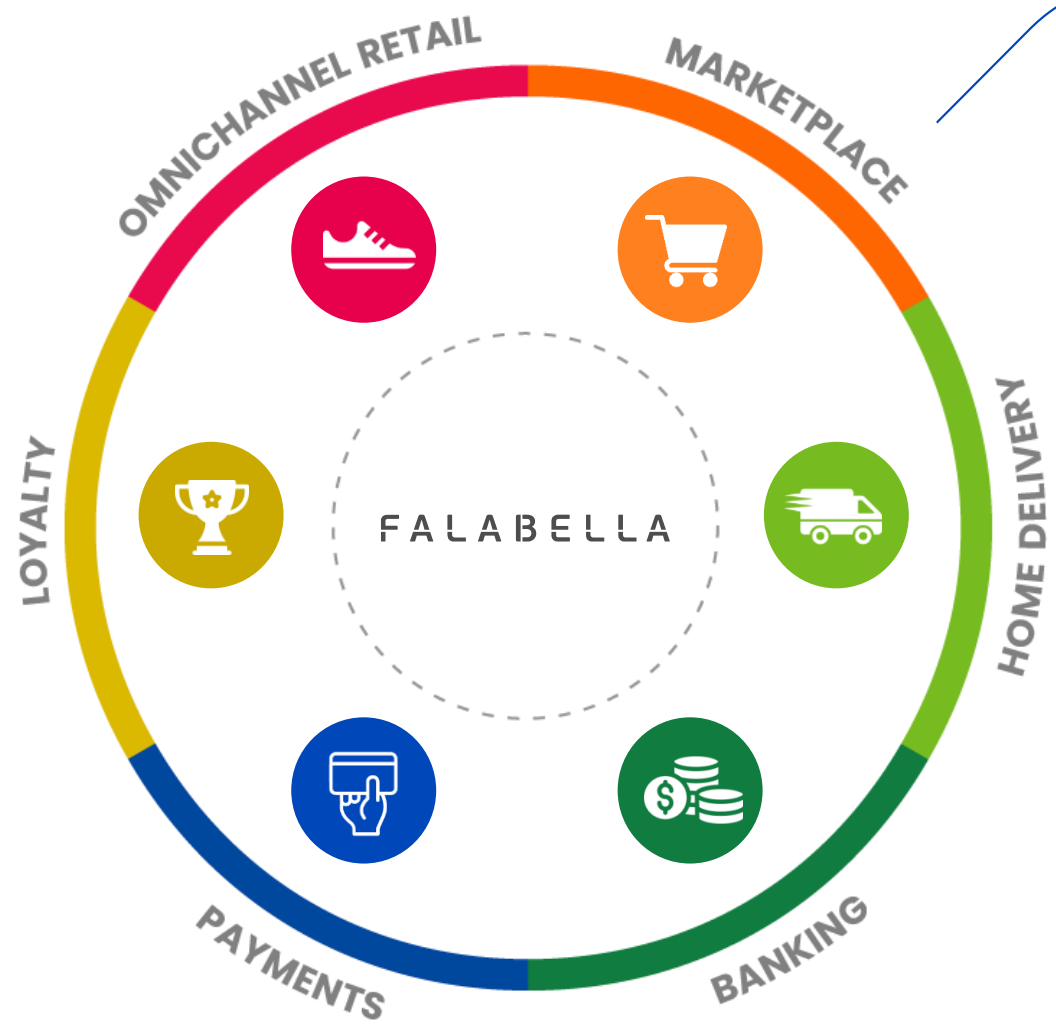 OMNICHANNEL RETAIL
MARKETPLACE
HOME DELIVERY
BANKING
PAYMENTS
LOYALTY
FALABELLA
$